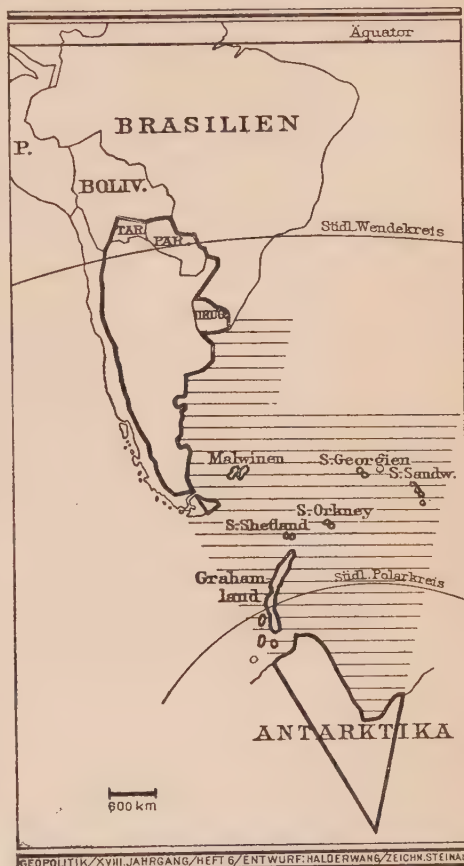 Äquator
BRASILIEN
P.
BOLIV.
TAR.
PAR.
Südl. Wendekreis
URUG.
Malwinen
S. Georgien
S. Sandw.
S. Orkney
S. Shetland
Graham
land
Südl. Polarkreis
ANTARKTIKA
600 km
GEOPOLITIK/XVIII. JAHRGANG/HEFT 6/ENTWURF: HALDERWANG/ZEICHN. STEINA